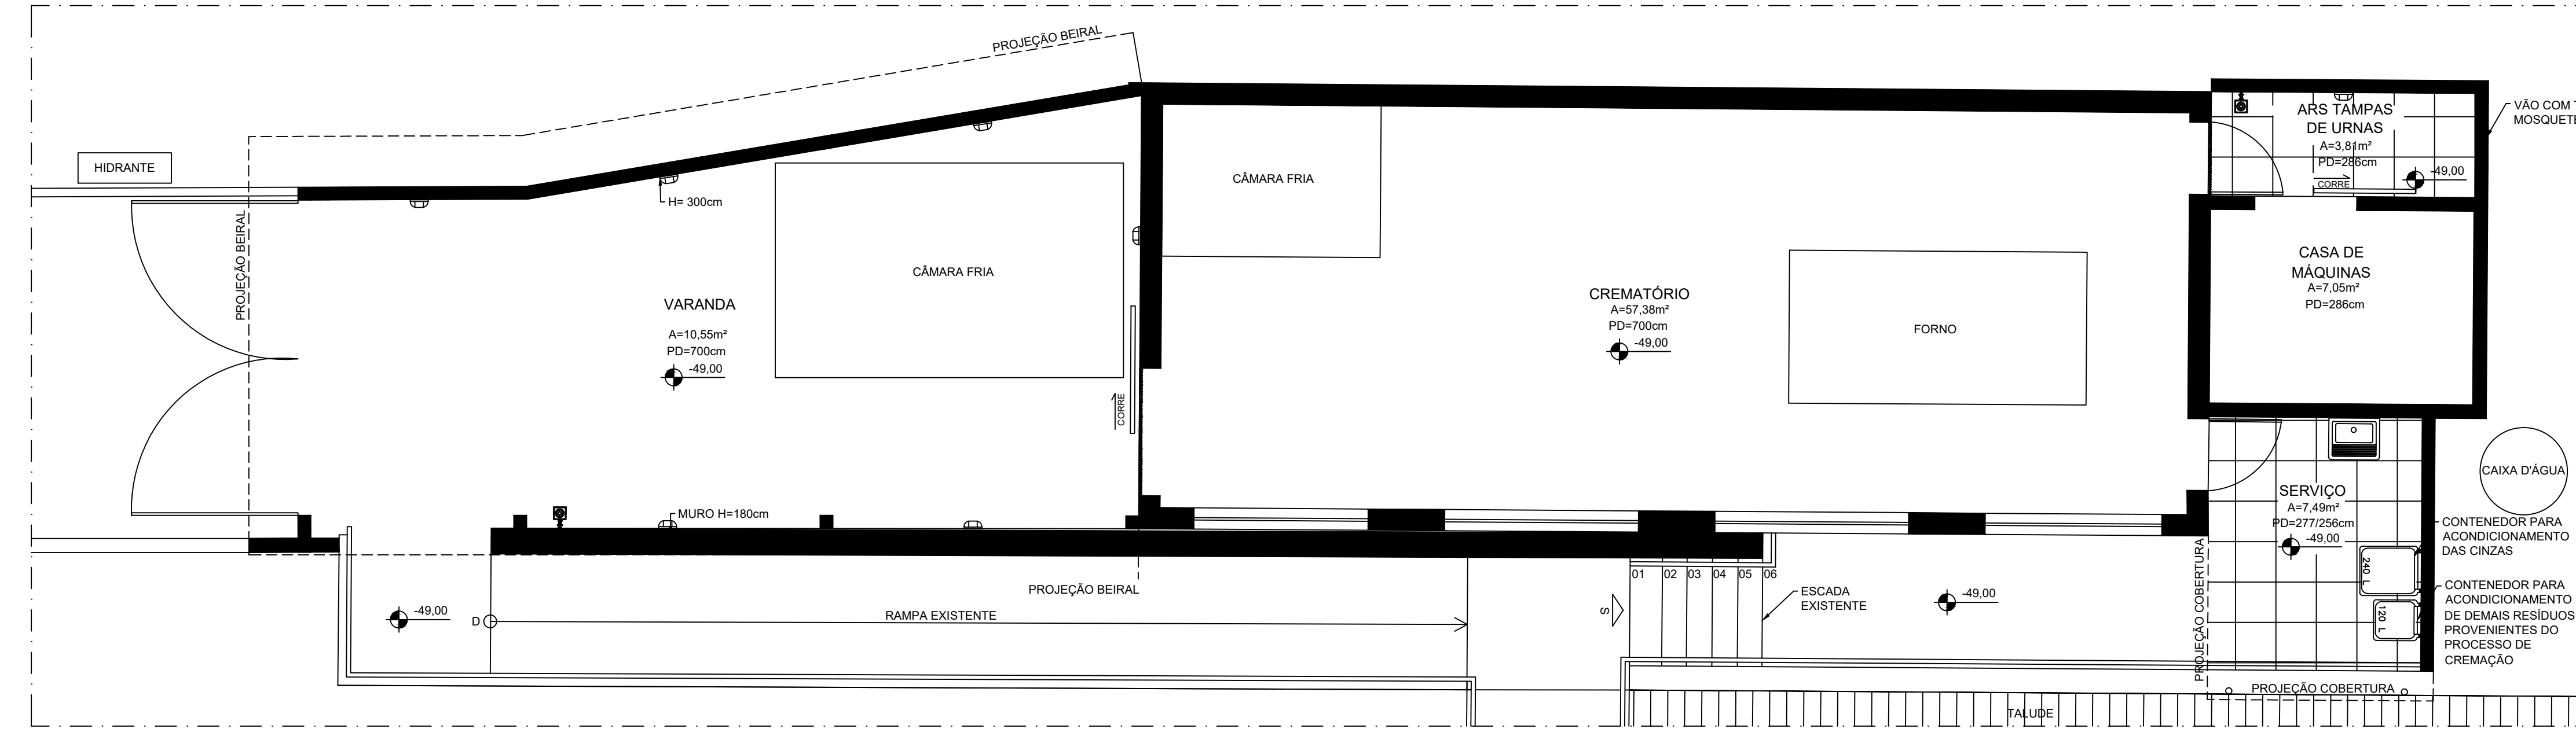 PROJEÇÃO BEIRAL
HIDRANTE
PROJEÇÃO BEIRAL
H= 300cm
CÂMARA FRIA
VARANDA
A=10,55m²
PD=700cm
-49,00
CORRE
MURO H=180cm
CÂMARA FRIA
CREMATÓRIO
A=57,38m²
PD=700cm
-49,00
FORNO
ARS TAMPAS
DE URNAS
A=3,81m²
PD=286cm
CORRE
-49,00
VÃO COM
MOSQUETE
CASA DE
MÁQUINAS
A=7,05m²
PD=286cm
CAIXA D'ÁGUA
SERVIÇO
A=7,49m²
PD=277/256cm
-49,00
240 L
120 L
CONTENEDOR PARA
ACONDICIONAMENTO
DAS CINZAS
CONTENEDOR PARA
ACONDICIONAMENTO
DE DEMAIS RESÍDUOS
PROVENIENTES DO
PROCESSO DE
CREMAÇÃO
PROJEÇÃO BEIRAL
-49,00
D
RAMPA EXISTENTE
S
01
02
03
04
05
06
ESCADA
EXISTENTE
-49,00
PROJEÇÃO COBERTURA
PROJEÇÃO COBERTURA
TALUDE